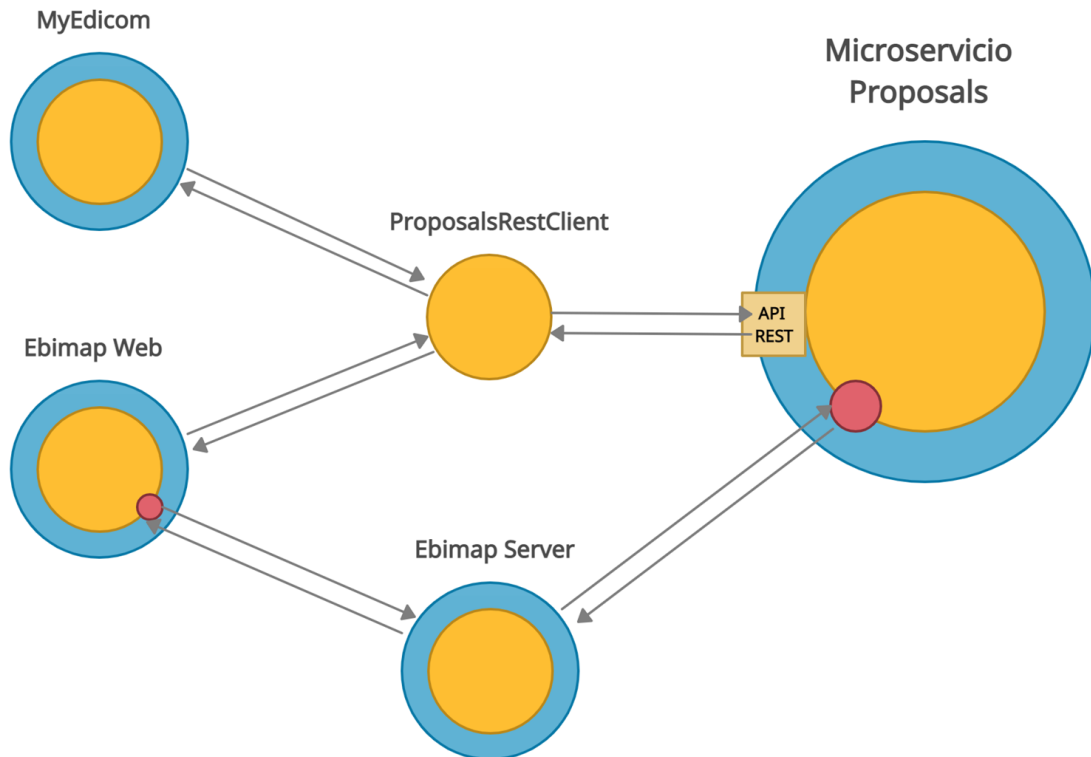 MyEdicom
Microservicio
Proposals
ProposalsRestClient
API
REST
Ebimap Web
Ebimap Server